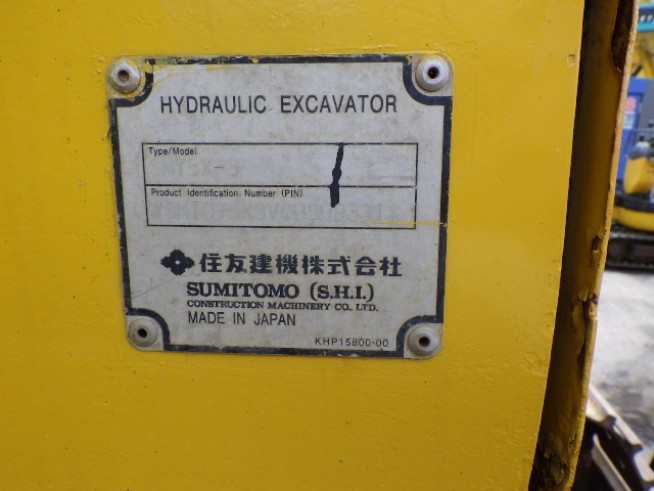 HYDRAULIC EXCAVATOR
Type/Model
Product Identification Number (PIN)
住友建機株式会社
SUMITOMO (S.H.I.)
CONSTRUCTION MACHINERY CO., LTD.
MADE IN JAPAN
KHP15800-00